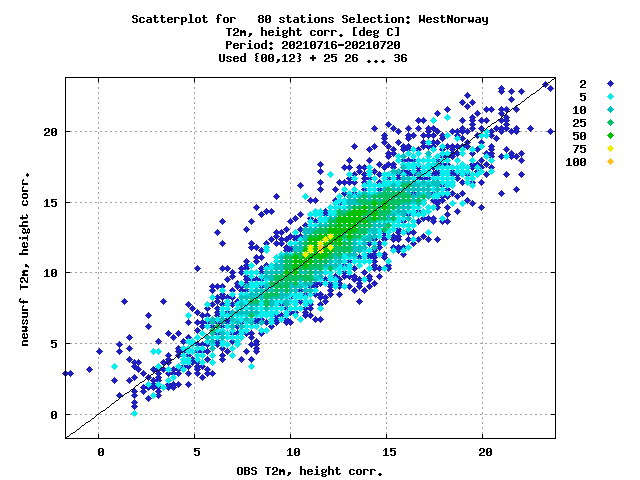 Scatterplot for   80 stations Selection: WestNorway
T2m, height corr. [deg C]
Period: 20210716-20210720
Used {00,12} + 25 26 ... 36
2
5
10
25
50
75
100
newsurf T2m, height corr.
20
15
10
5
0
0 5 10 15 20
OBS T2m, height corr.